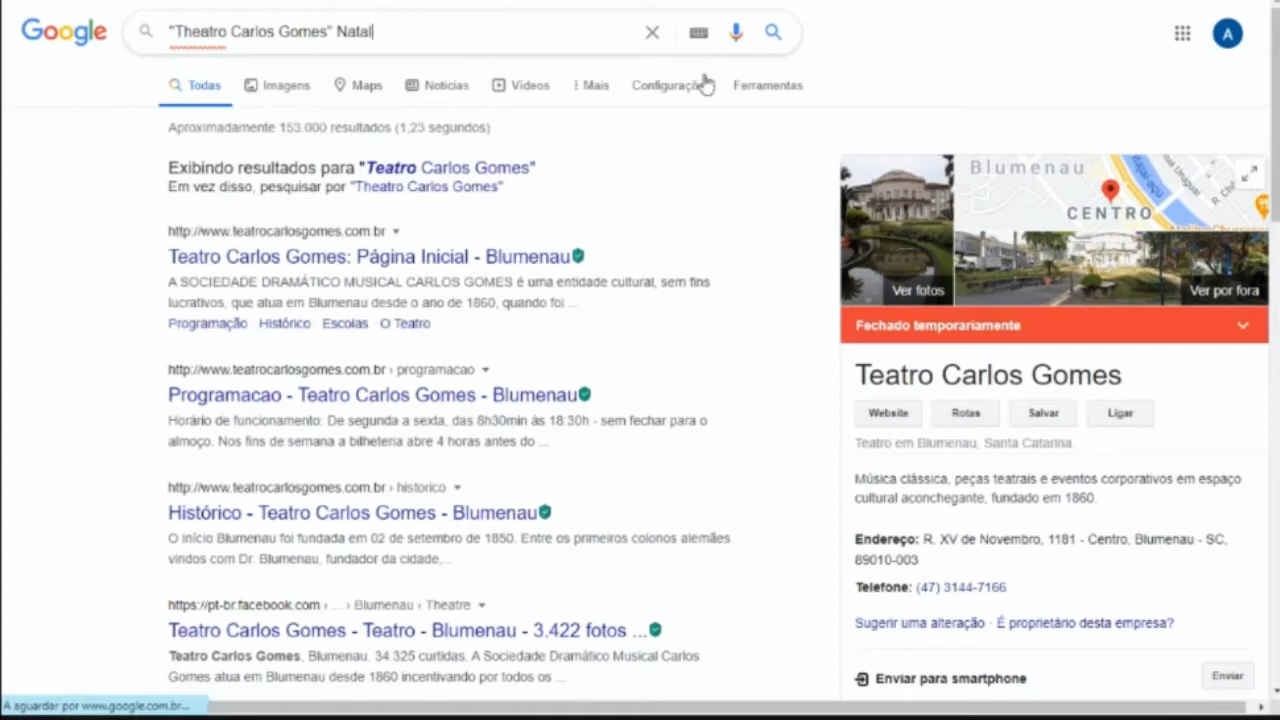 Google
"Theatro Carlos Gomes" Natal
A
Todas
Imagens
Maps
Notícias
Vídeos
Mais
Ferramentas
Aproximadamente 153.000 resultados (1,23 segundos)
Exibindo resultados para "Teatro Carlos Gomes"
Em vez disso, pesquisar por "Theatro Carlos Gomes"
http://www.teatrocarlosgomes.com.br
Teatro Carlos Gomes: Página Inicial - Blumenau
A SOCIEDADE DRAMÁTICO MUSICAL CARLOS GOMES é uma entidade cultural, sem fins
lucrativos, que atua em Blumenau desde o ano de 1860, quando foi ...
Programação Histórico Escolas O Teatro
http://www.teatrocarlosgomes.com.br › programacao
Programacao - Teatro Carlos Gomes - Blumenau
Horário de funcionamento: De segunda a sexta, das 8h30min às 18:30h - sem fechar para o
almoço. Nos fins de semana a bilheteria abre 4 horas antes do ...
http://www.teatrocarlosgomes.com.br › historico
Histórico - Teatro Carlos Gomes - Blumenau
O início Blumenau foi fundada em 02 de setembro de 1850. Entre os primeiros colonos alemães
vindos com Dr. Blumenau, fundador da cidade,...
https://pt-br.facebook.com › ... › Blumenau › Theatre
Teatro Carlos Gomes - Teatro - Blumenau - 3.422 fotos ...
Teatro Carlos Gomes, Blumenau. 34.325 curtidas. A Sociedade Dramático Musical Carlos
Gomes atua em Blumenau desde 1860 incentivando por todos os ...
A aguardar por www.google.com.br...
Blumenau
CENTRO
Ver fotos
Ver por fora
Fechado temporariamente
Teatro Carlos Gomes
Website
Rotas
Salvar
Ligar
Teatro em Blumenau, Santa Catarina
Música clássica, peças teatrais e eventos corporativos em espaço
cultural aconchegante, fundado em 1860.
Endereço: R. XV de Novembro, 1181 - Centro, Blumenau - SC,
89010-003
Telefone: (47) 3144-7166
Sugerir uma alteração · É proprietário desta empresa?
Enviar para smartphone
Enviar